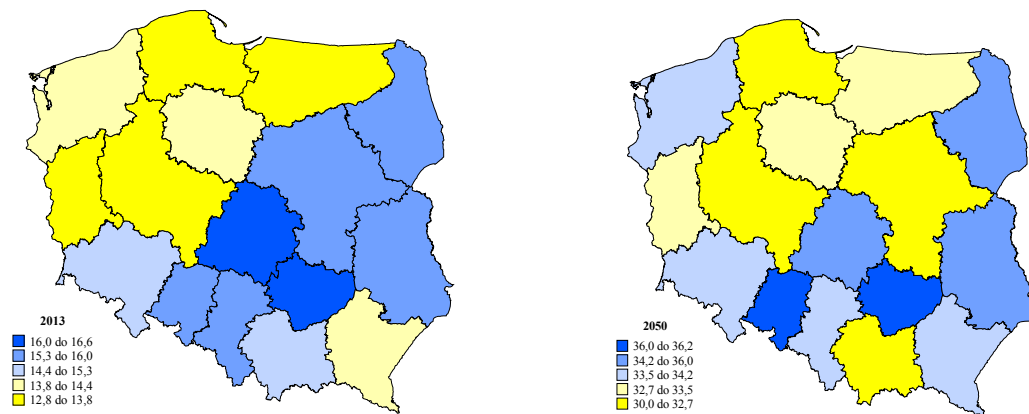 2013
16,0 do 16,6
15,3 do 16,0
14,4 do 15,3
13,8 do 14,4
12,8 do 13,8
2050
36,0 do 36,2
34,2 do 36,0
33,5 do 34,2
32,7 do 33,5
30,0 do 32,7